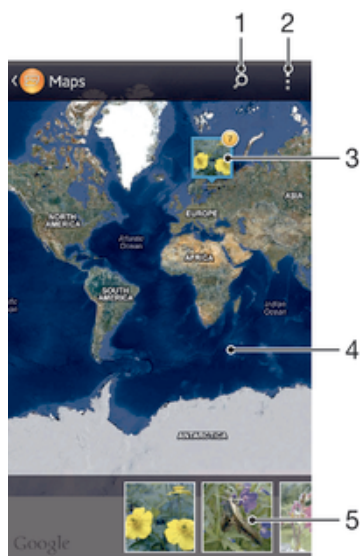 1 2
Maps
7
3
ASIA
NORTH
AMERICA
EUROPE
Atlantic
Ocean
AFRICA
SOUTH
AMERICA
Indian
Ocean
4
ANTARCTICA
5
Google